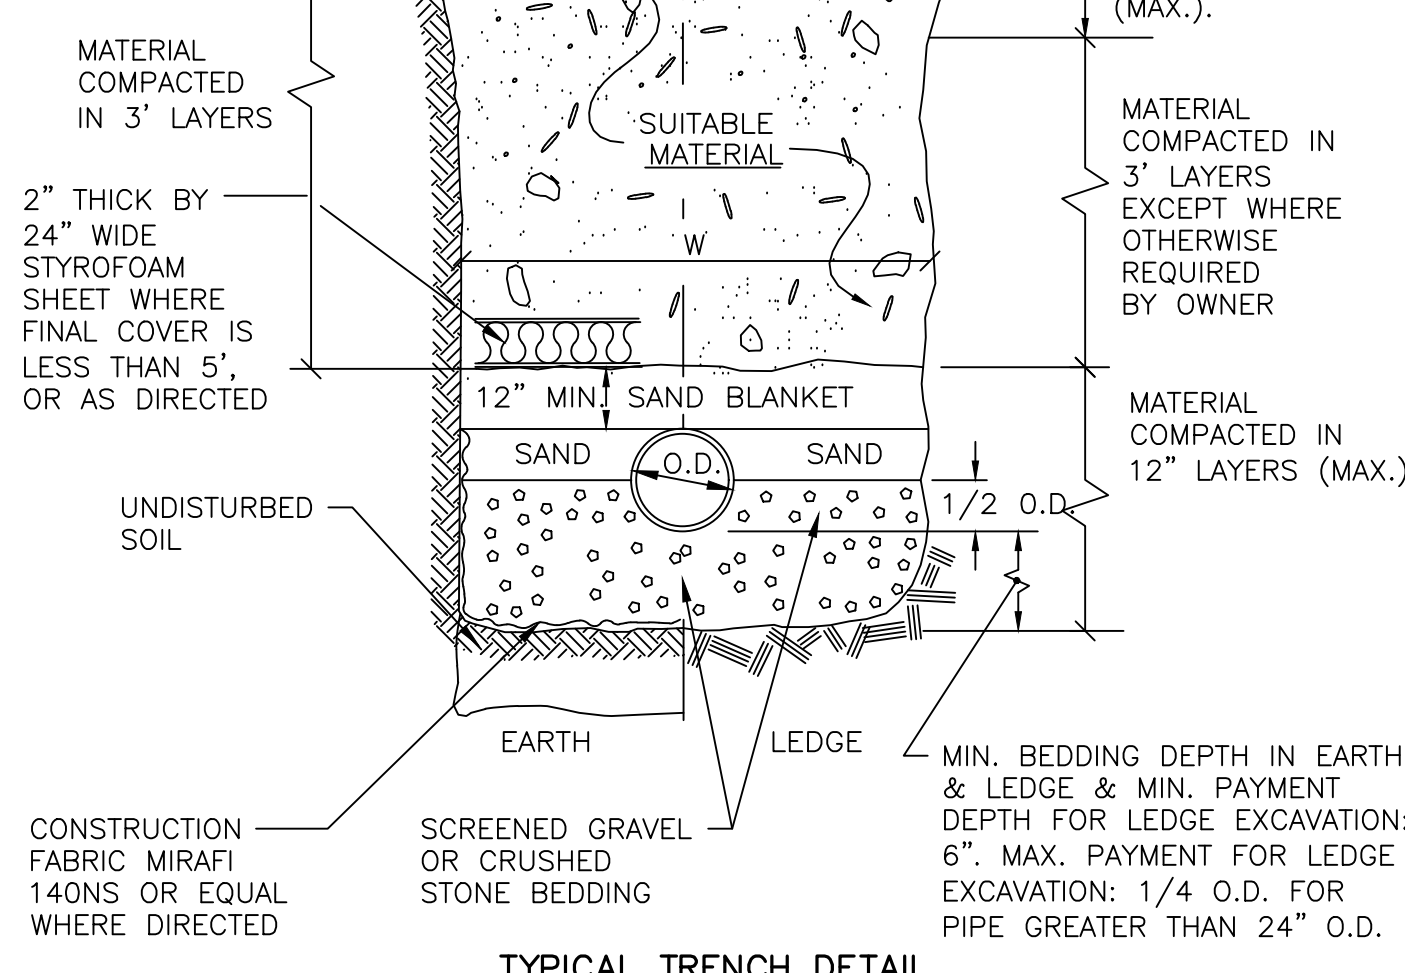 (MAX.).
MATERIAL
COMPACTED
IN 3' LAYERS
SUITABLE
MATERIAL
MATERIAL
COMPACTED IN
3' LAYERS
EXCEPT WHERE
OTHERWISE
REQUIRED
BY OWNER
2" THICK BY
24" WIDE
STYROFOAM
SHEET WHERE
FINAL COVER IS
LESS THAN 5',
OR AS DIRECTED
W
12" MIN. SAND BLANKET
MATERIAL
COMPACTED IN
12" LAYERS (MAX.)
SAND
O.D.
SAND
1/2 O.D.
UNDISTURBED
SOIL
EARTH
LEDGE
MIN. BEDDING DEPTH IN EARTH
& LEDGE & MIN. PAYMENT
DEPTH FOR LEDGE EXCAVATION:
6". MAX. PAYMENT FOR LEDGE
EXCAVATION: 1/4 O.D. FOR
PIPE GREATER THAN 24" O.D.
CONSTRUCTION
FABRIC MIRAFI
140NS OR EQUAL
WHERE DIRECTED
SCREENED GRAVEL
OR CRUSHED
STONE BEDDING
TYPICAL TRENCH DETAIL